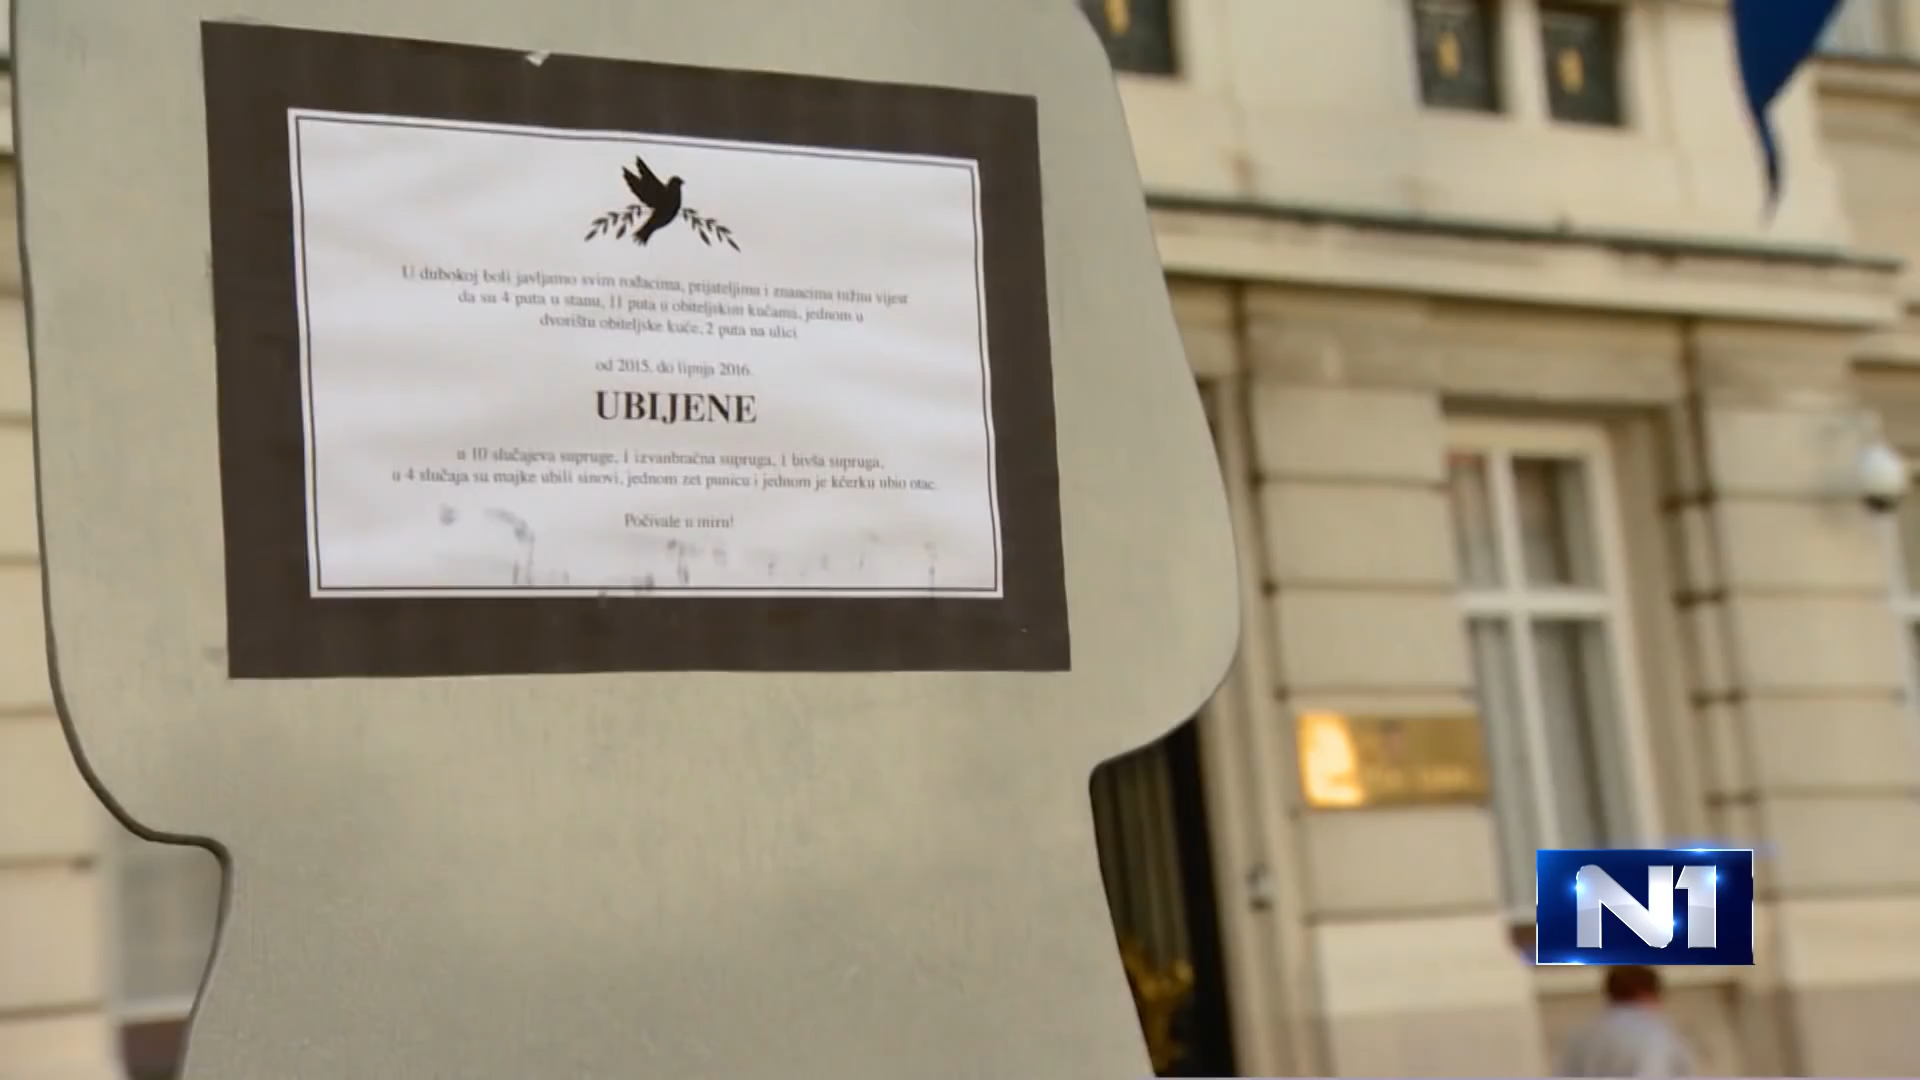 U dubokoj boli javljamo svim rođacima, prijateljima i znancima tužnu vijest
da su 4 puta u stanu, 11 puta u obiteljskim kućama, jednom u
dvorištu obiteljske kuće, 2 puta na ulici
od 2015. do lipnja 2016.
UBIJENE
u 10 slučajeva supruge, 1 izvanbračna supruga, 1 bivša supruga,
u 4 slučaja su majke ubili sinovi, jednom zet punicu i jednom je kćerku ubio otac.
Počivale u miru!
N1